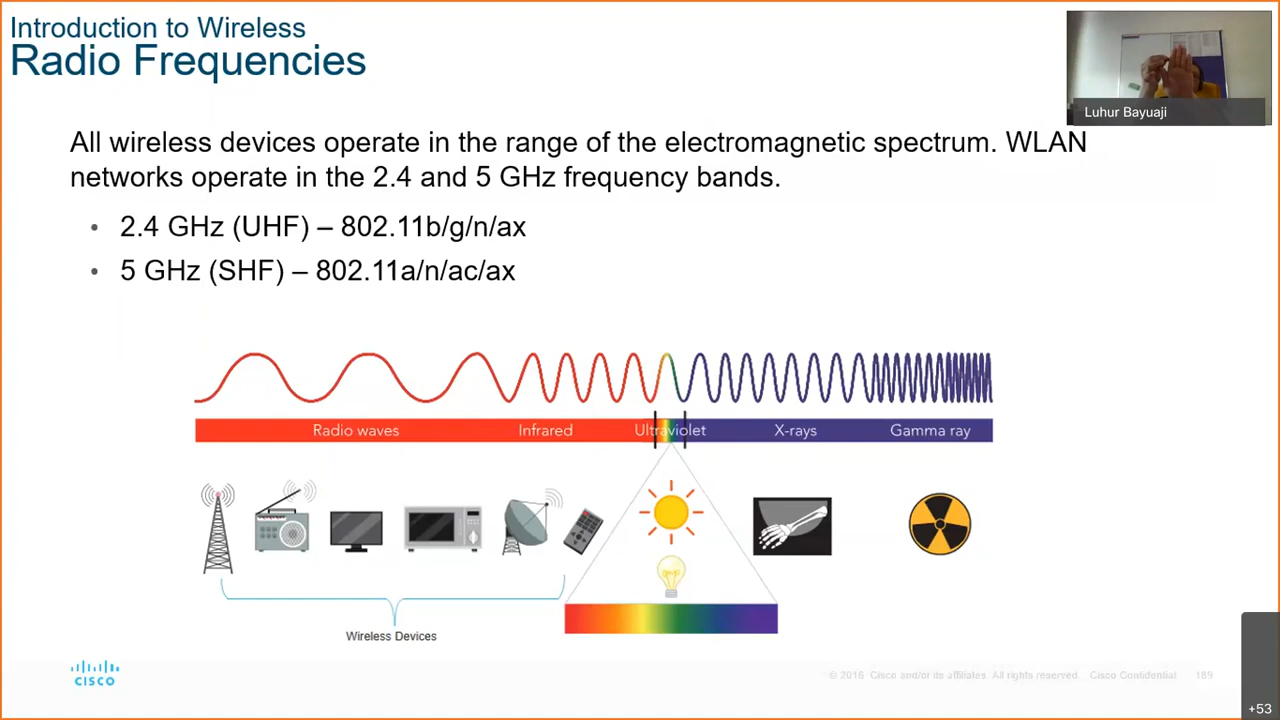 Introduction to Wireless
Radio Frequencies
Luhur Bayuaji
All wireless devices operate in the range of the electromagnetic spectrum. WLAN
networks operate in the 2.4 and 5 GHz frequency bands.
• 2.4 GHz (UHF) – 802.11b/g/n/ax
• 5 GHz (SHF) – 802.11a/n/ac/ax
Radio waves Infrared Ultraviolet X-rays Gamma ray
Wireless Devices
CISCO
© 2016 Cisco and/or its affiliates. All rights reserved. Cisco Confidential 189
+53